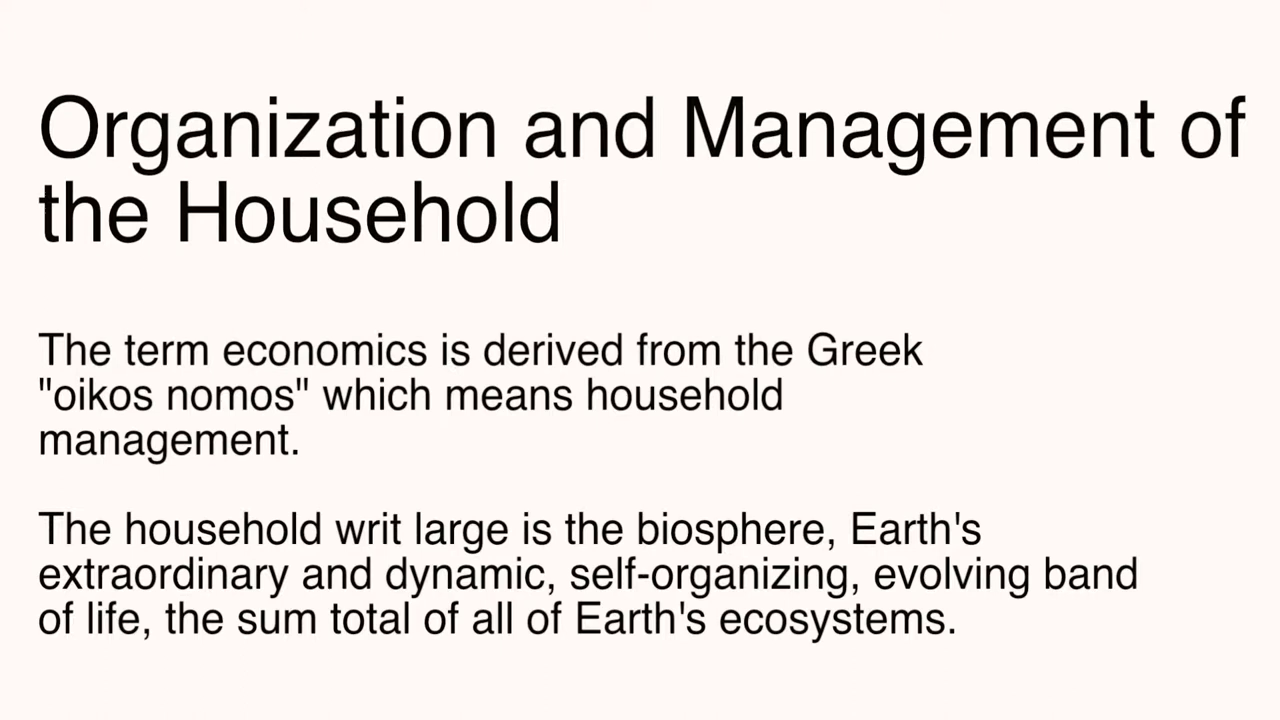 Organization and Management of
the Household
The term economics is derived from the Greek
"oikos nomos" which means household
management.
The household writ large is the biosphere, Earth's
extraordinary and dynamic, self-organizing, evolving band
of life, the sum total of all of Earth's ecosystems.